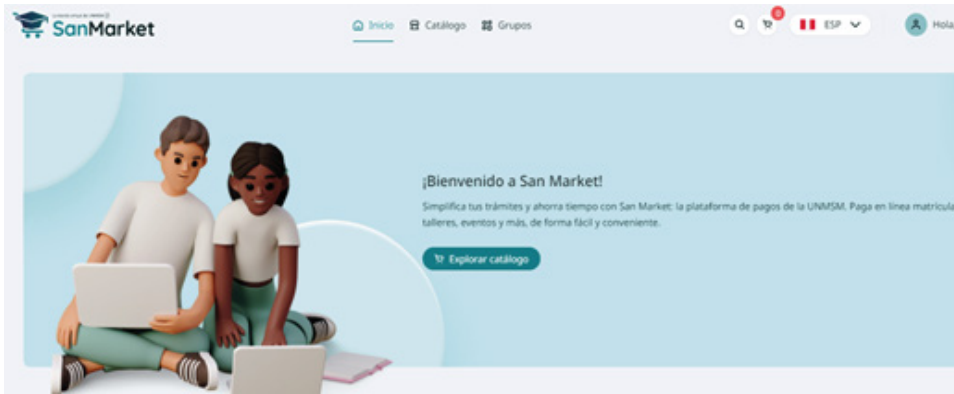 SanMarket
Inicio
Catálogo
Grupos
0
ESP
Hola,
¡Bienvenido a San Market!
Simplifica tus trámites y ahorra tiempo con San Market: la plataforma de pagos de la UNMSM. Paga en línea matrícula
talleres, eventos y más, de forma fácil y conveniente.
Explorar catálogo